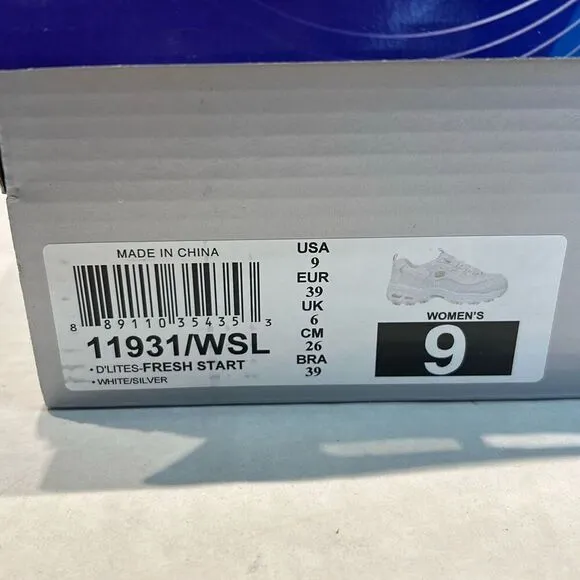 MADE IN CHINA
8 89110 35435 3
11931/WSL
• D'LITES-FRESH START
• WHITE/SILVER
USA
9
EUR
39
UK
6
CM
26
BRA
39
WOMEN'S
9